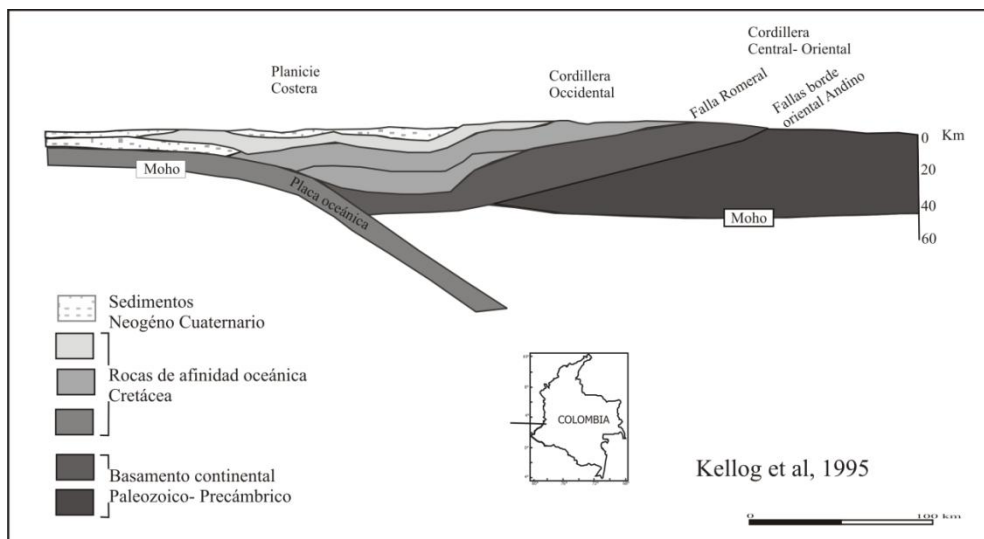 Cordillera
Central- Oriental
Planicie
Costera
Cordillera
Occidental
Falla Romeral
Fallas borde
oriental Andino
0 Km
20
40
60
Moho
Placa oceánica
Moho
Sedimentos
Neogéno Cuaternario
Rocas de afinidad oceánica
Cretácea
Basamento continental
Paleozoico- Precámbrico
COLOMBIA
Kellog et al, 1995
0 100 km